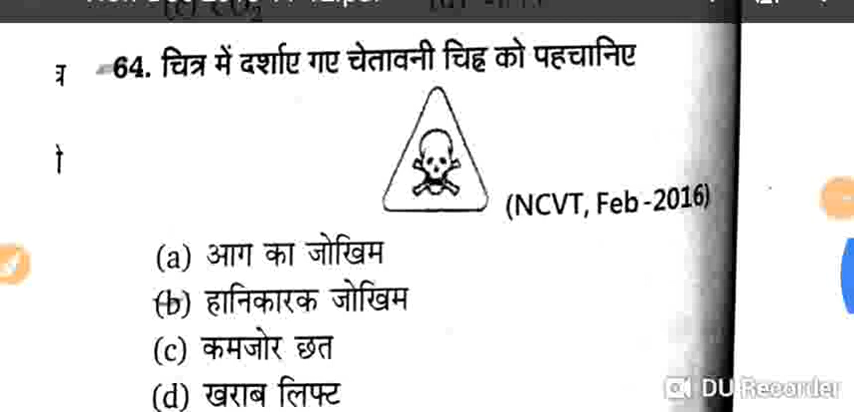 त्र 64. चित्र में दर्शाए गए चेतावनी चिह्न को पहचानिए
(NCVT, Feb-2016)
(a) आग का जोखिम
(b) हानिकारक जोखिम
(c) कमजोर छत
(d) खराब लिफ्ट
DU Recorder